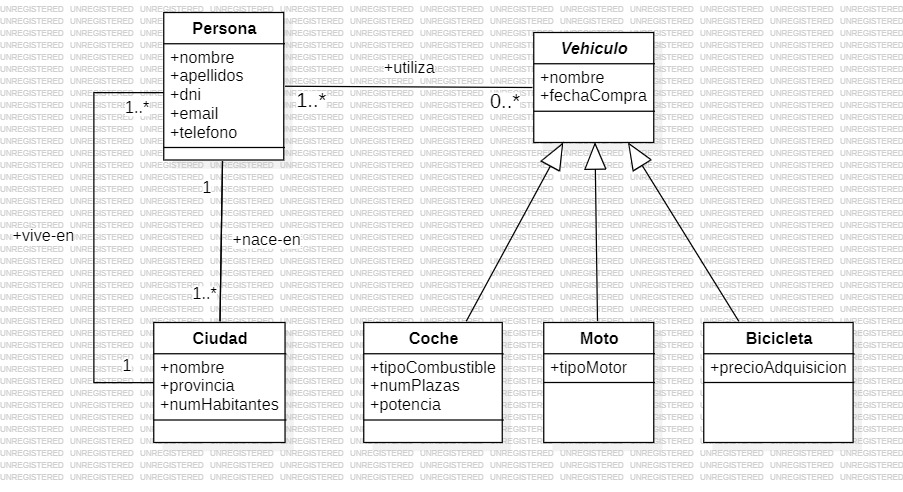 Persona
+nombre
+apellidos
+dni
+email
+telefono
Vehiculo
+nombre
+fechaCompra
+utiliza
1..*
0..*
1..*
1
+vive-en
+nace-en
1..*
1
Ciudad
+nombre
+provincia
+numHabitantes
Coche
+tipoCombustible
+numPlazas
+potencia
Moto
+tipoMotor
Bicicleta
+precioAdquisicion
UNREGISTERED